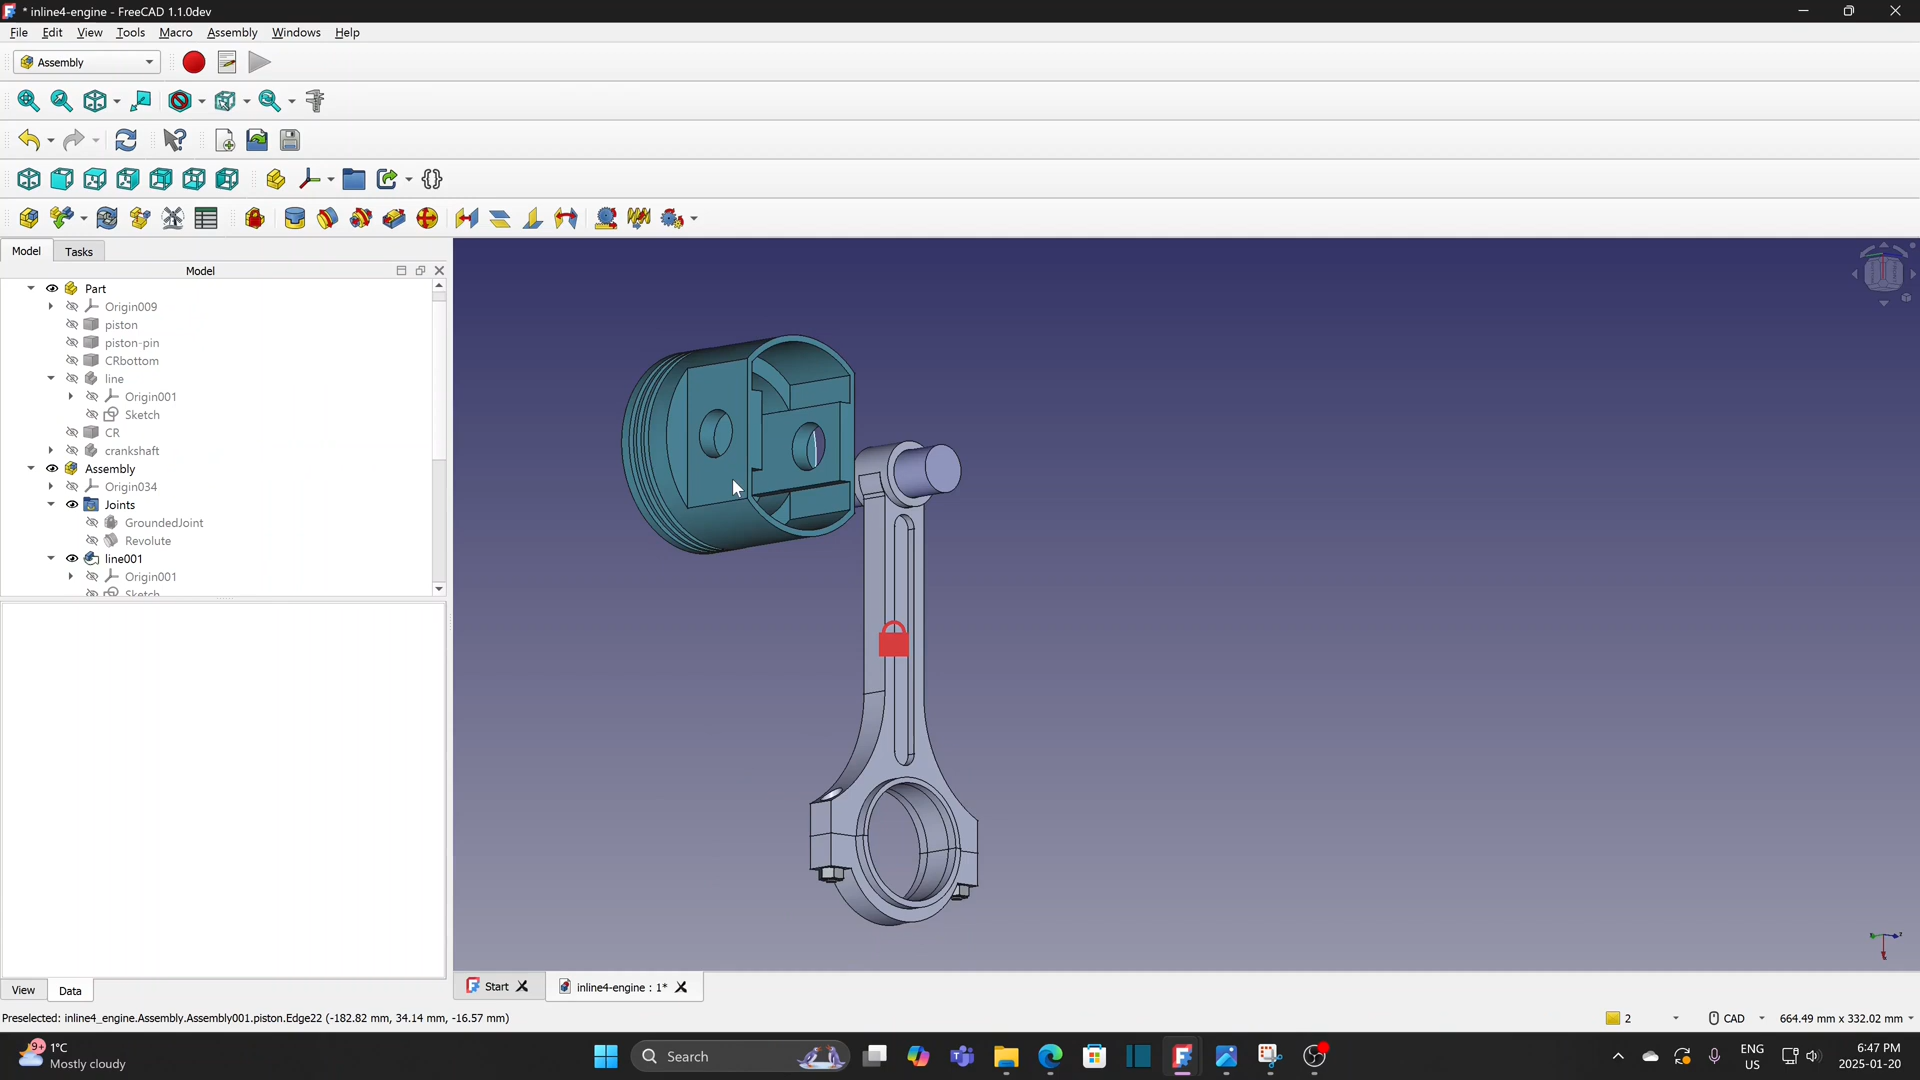 * inline4-engine - FreeCAD 1.1.0dev
File Edit View Tools Macro Assembly Windows Help
Assembly
Model Tasks
Model
Part
Origin009
piston
piston-pin
CRbottom
line
Origin001
Sketch
CR
crankshaft
Assembly
Origin034
Joints
GroundedJoint
Revolute
line001
Origin001
Sketch
View Data
Start
inline4-engine : 1*
Preselected: inline4_engine.Assembly.Assembly001.piston.Edge22 (-182.82 mm, 34.14 mm, -16.57 mm)
2
CAD
664.49 mm x 332.02 mm
9+
1°C
Mostly cloudy
Search
ENG
US
6:47 PM
2025-01-20